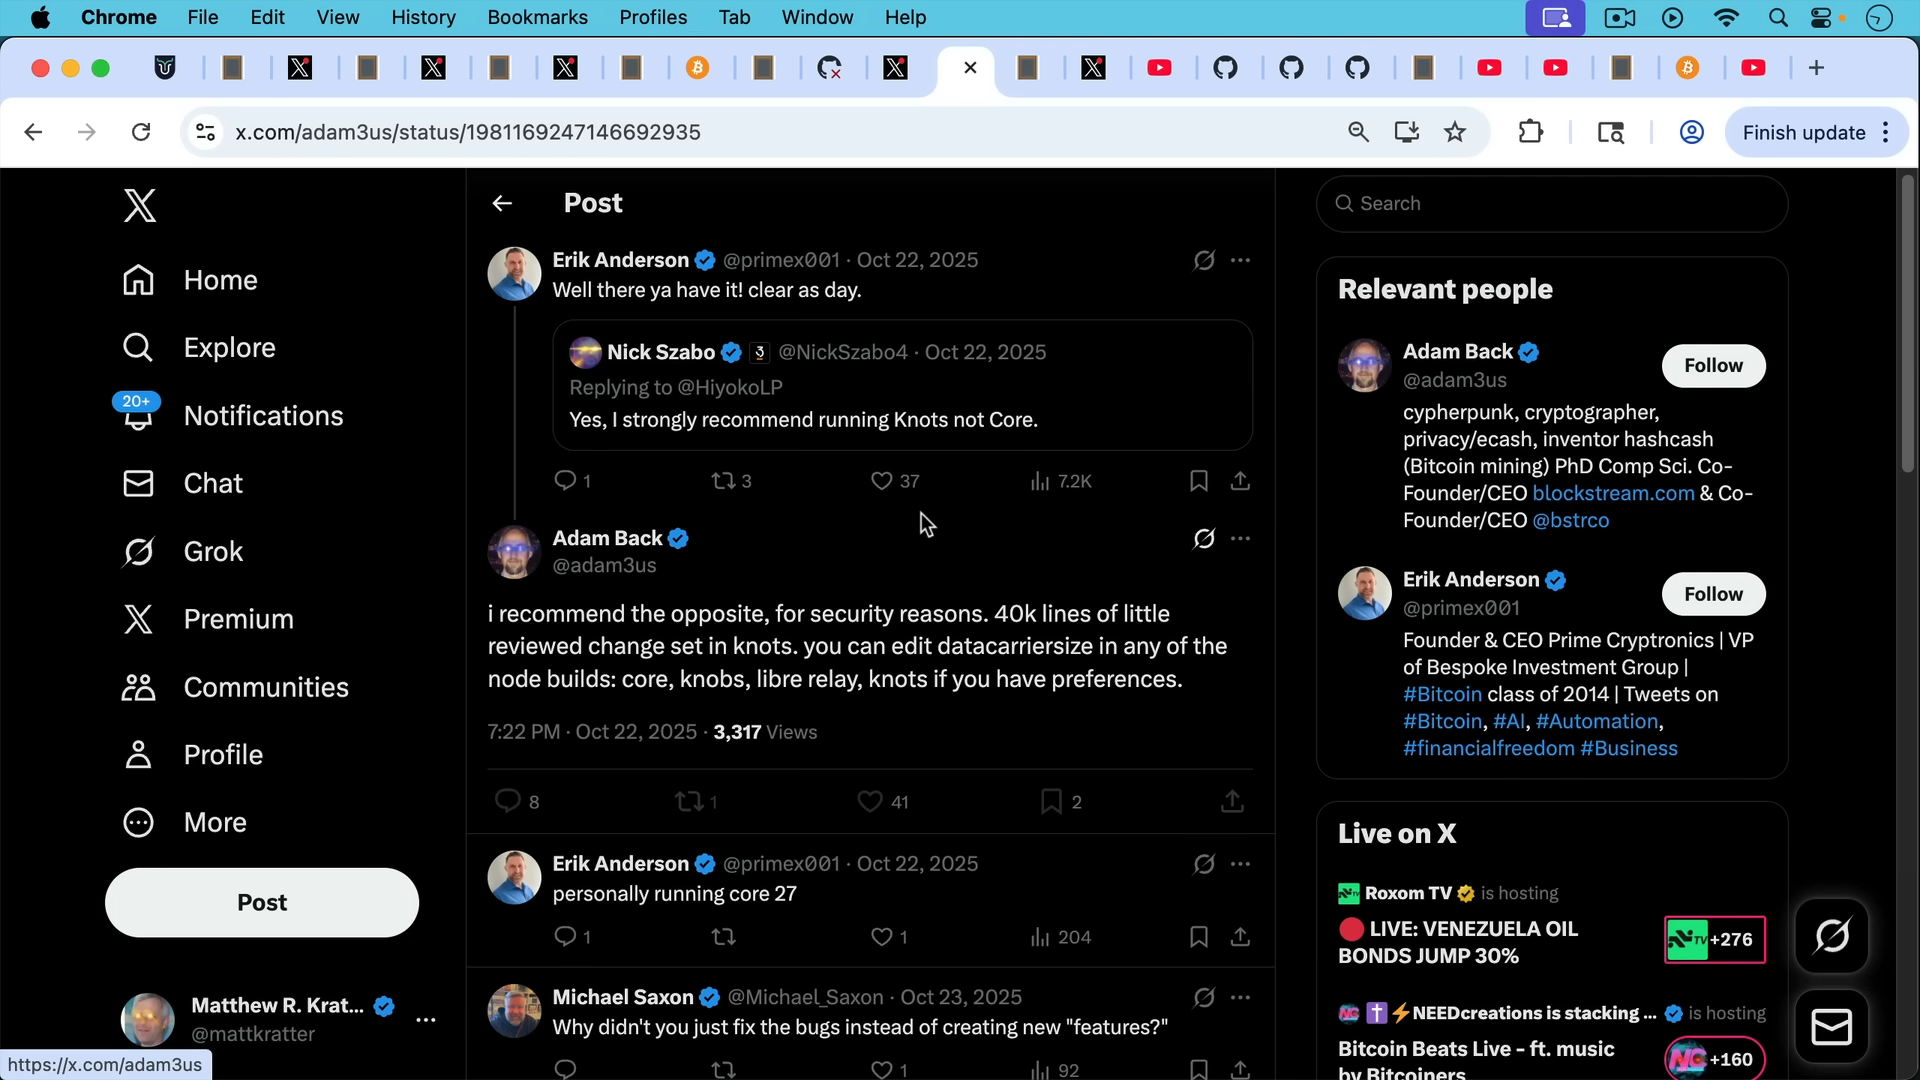 Chrome File Edit View History Bookmarks Profiles Tab Window Help
x.com/adam3us/status/1981169247146692935
Finish update
Home
Explore
20+
Notifications
Chat
Grok
Premium
Communities
Profile
More
Post
Matthew R. Krat...
@mattkratter
https://x.com/adam3us
Post
Erik Anderson @primex001 · Oct 22, 2025
Well there ya have it! clear as day.
Nick Szabo 3 @NickSzabo4 · Oct 22, 2025
Replying to @HiyokoLP
Yes, I strongly recommend running Knots not Core.
1 3 37 7.2K
Adam Back
@adam3us
i recommend the opposite, for security reasons. 40k lines of little
reviewed change set in knots. you can edit datacarriersize in any of the
node builds: core, knobs, libre relay, knots if you have preferences.
7:22 PM · Oct 22, 2025 · 3,317 Views
8 1 41 2
Erik Anderson @primex001 · Oct 22, 2025
personally running core 27
1 1 204
Michael Saxon @Michael_Saxon · Oct 23, 2025
Why didn't you just fix the bugs instead of creating new "features?"
1 92
Search
Relevant people
Adam Back
@adam3us
Follow
cypherpunk, cryptographer,
privacy/ecash, inventor hashcash
(Bitcoin mining) PhD Comp Sci. Co-
Founder/CEO blockstream.com & Co-
Founder/CEO @bstrco
Erik Anderson
@primex001
Follow
Founder & CEO Prime Cryptronics | VP
of Bespoke Investment Group |
#Bitcoin class of 2014 | Tweets on
#Bitcoin, #AI, #Automation,
#financialfreedom #Business
Live on X
Roxom TV is hosting
LIVE: VENEZUELA OIL
BONDS JUMP 30%
TV +276
NEEDcreations is stacking ... is hosting
Bitcoin Beats Live - ft. music
by Bitcoiners
NC +160